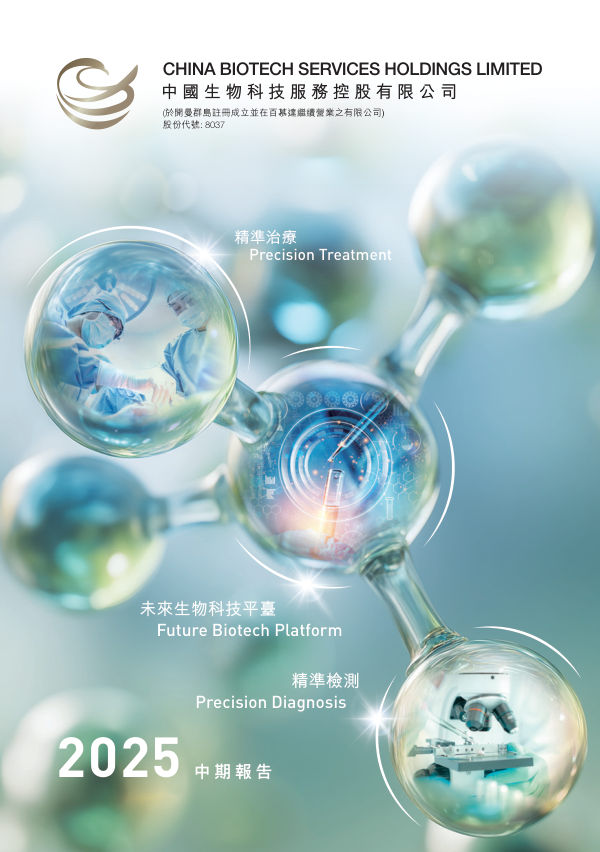 CHINA BIOTECH SERVICES HOLDINGS LIMITED
中國生物科技服務控股有限公司
(於開曼群島註冊成立並在百慕達繼續營業之有限公司)
股份代號: 8037
精準治療
Precision Treatment
未來生物科技平臺
Future Biotech Platform
精準檢測
Precision Diagnosis
2025 中期報告